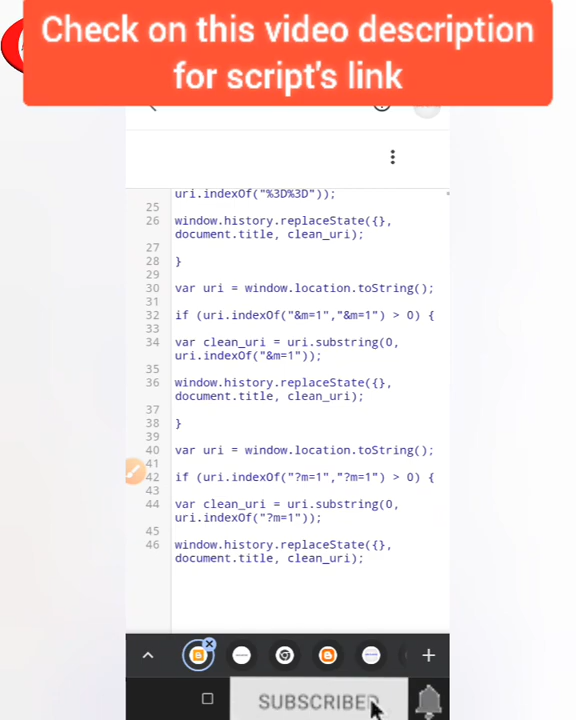 Check on this video description
for script's link
uri.indexOf("%3D%3D"));
25
26 window.history.replaceState({},
document.title, clean_uri);
27
28 }
29
30 var uri = window.location.toString();
31
32 if (uri.indexOf("&m=1","&m=1") > 0) {
33
34 var clean_uri = uri.substring(0,
uri.indexOf("&m=1"));
35
36 window.history.replaceState({},
document.title, clean_uri);
37
38 }
39
40 var uri = window.location.toString();
41
42 if (uri.indexOf("?m=1","?m=1") > 0) {
43
44 var clean_uri = uri.substring(0,
uri.indexOf("?m=1"));
45
46 window.history.replaceState({},
document.title, clean_uri);
SUBSCRIBED